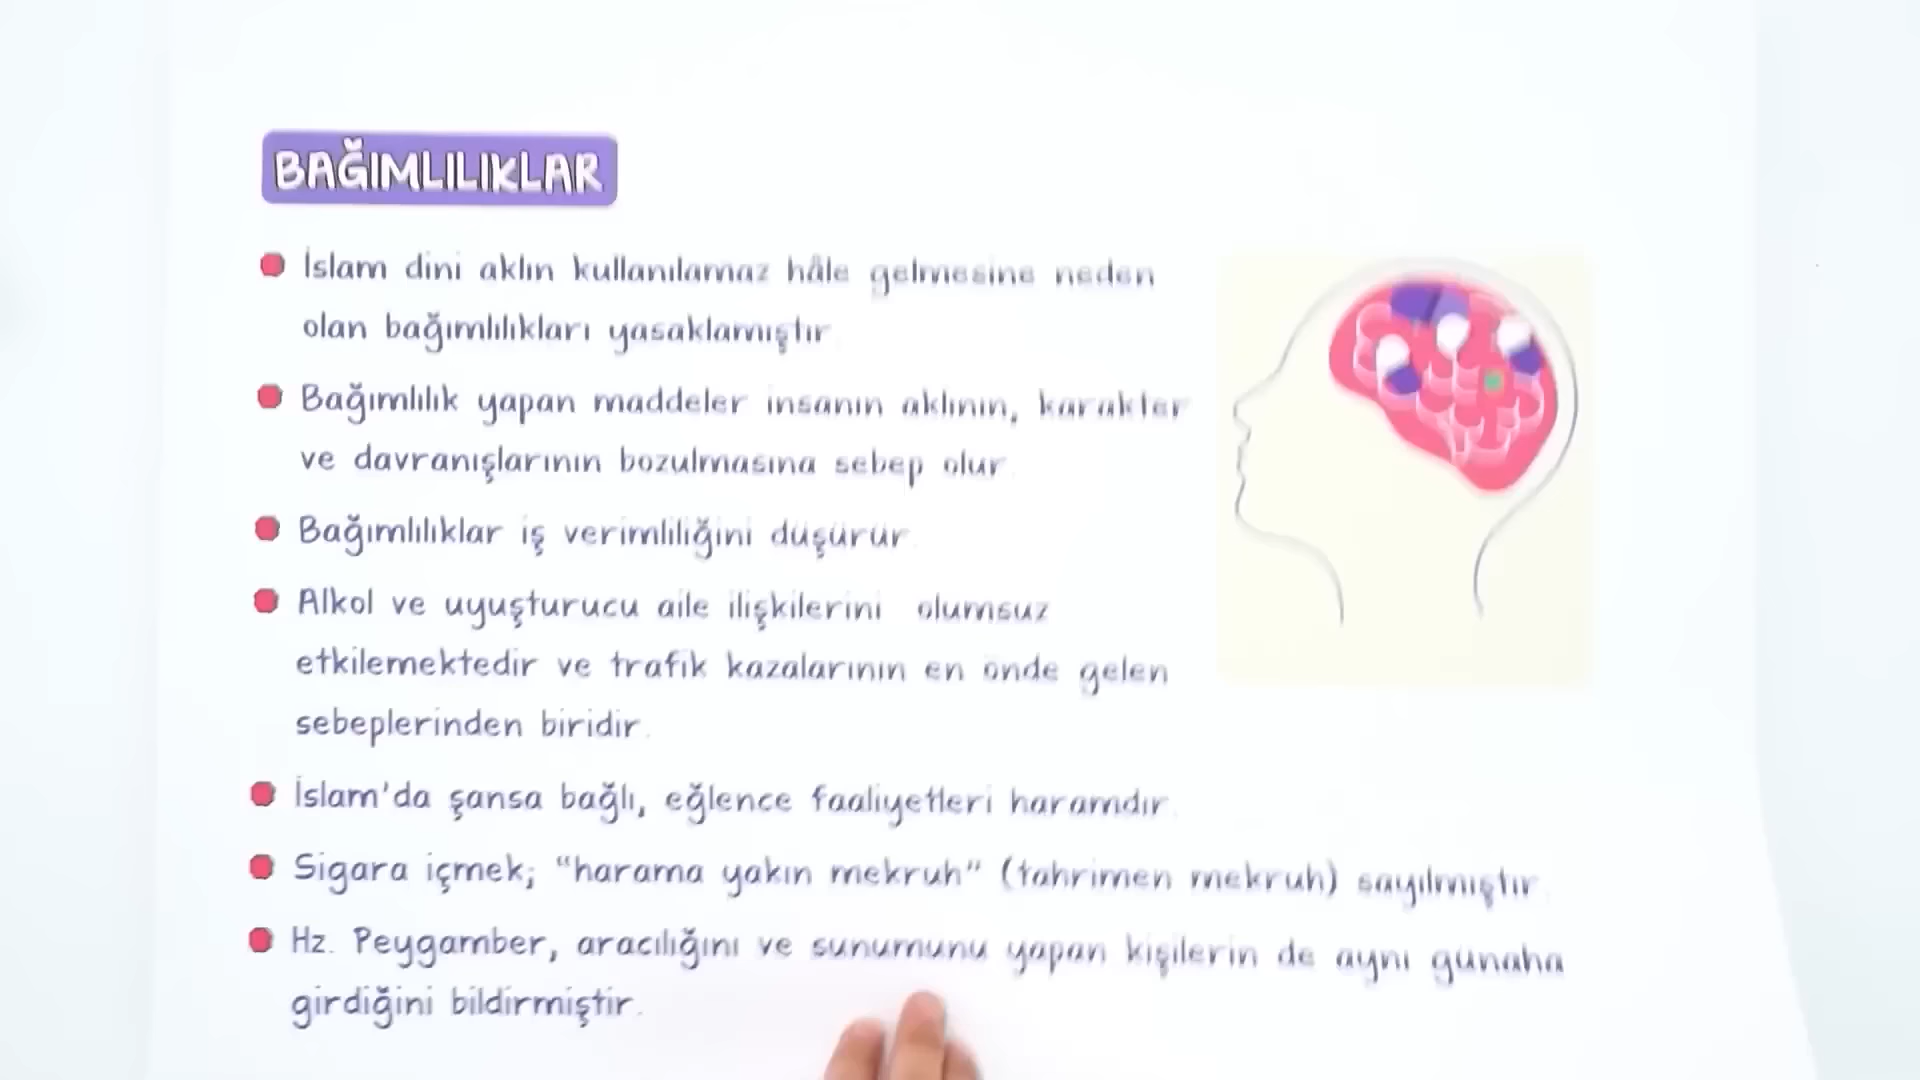 BAĞIMLILIKLAR
İslam dini aklın kullanılamaz hâle gelmesine neden
olan bağımlılıkları yasaklamıştır.
Bağımlılık yapan maddeler insanın aklının, karakter
ve davranışlarının bozulmasına sebep olur.
Bağımlılıklar iş verimliliğini düşürür.
Alkol ve uyuşturucu aile ilişkilerini olumsuz
etkilemektedir ve trafik kazalarının en önde gelen
sebeplerinden biridir.
İslam'da şansa bağlı, eğlence faaliyetleri haramdır.
Sigara içmek; "harama yakın mekruh" (tahrimen mekruh) sayılmıştır.
Hz. Peygamber, aracılığını ve sunumunu yapan kişilerin de aynı günaha
girdiğini bildirmiştir.